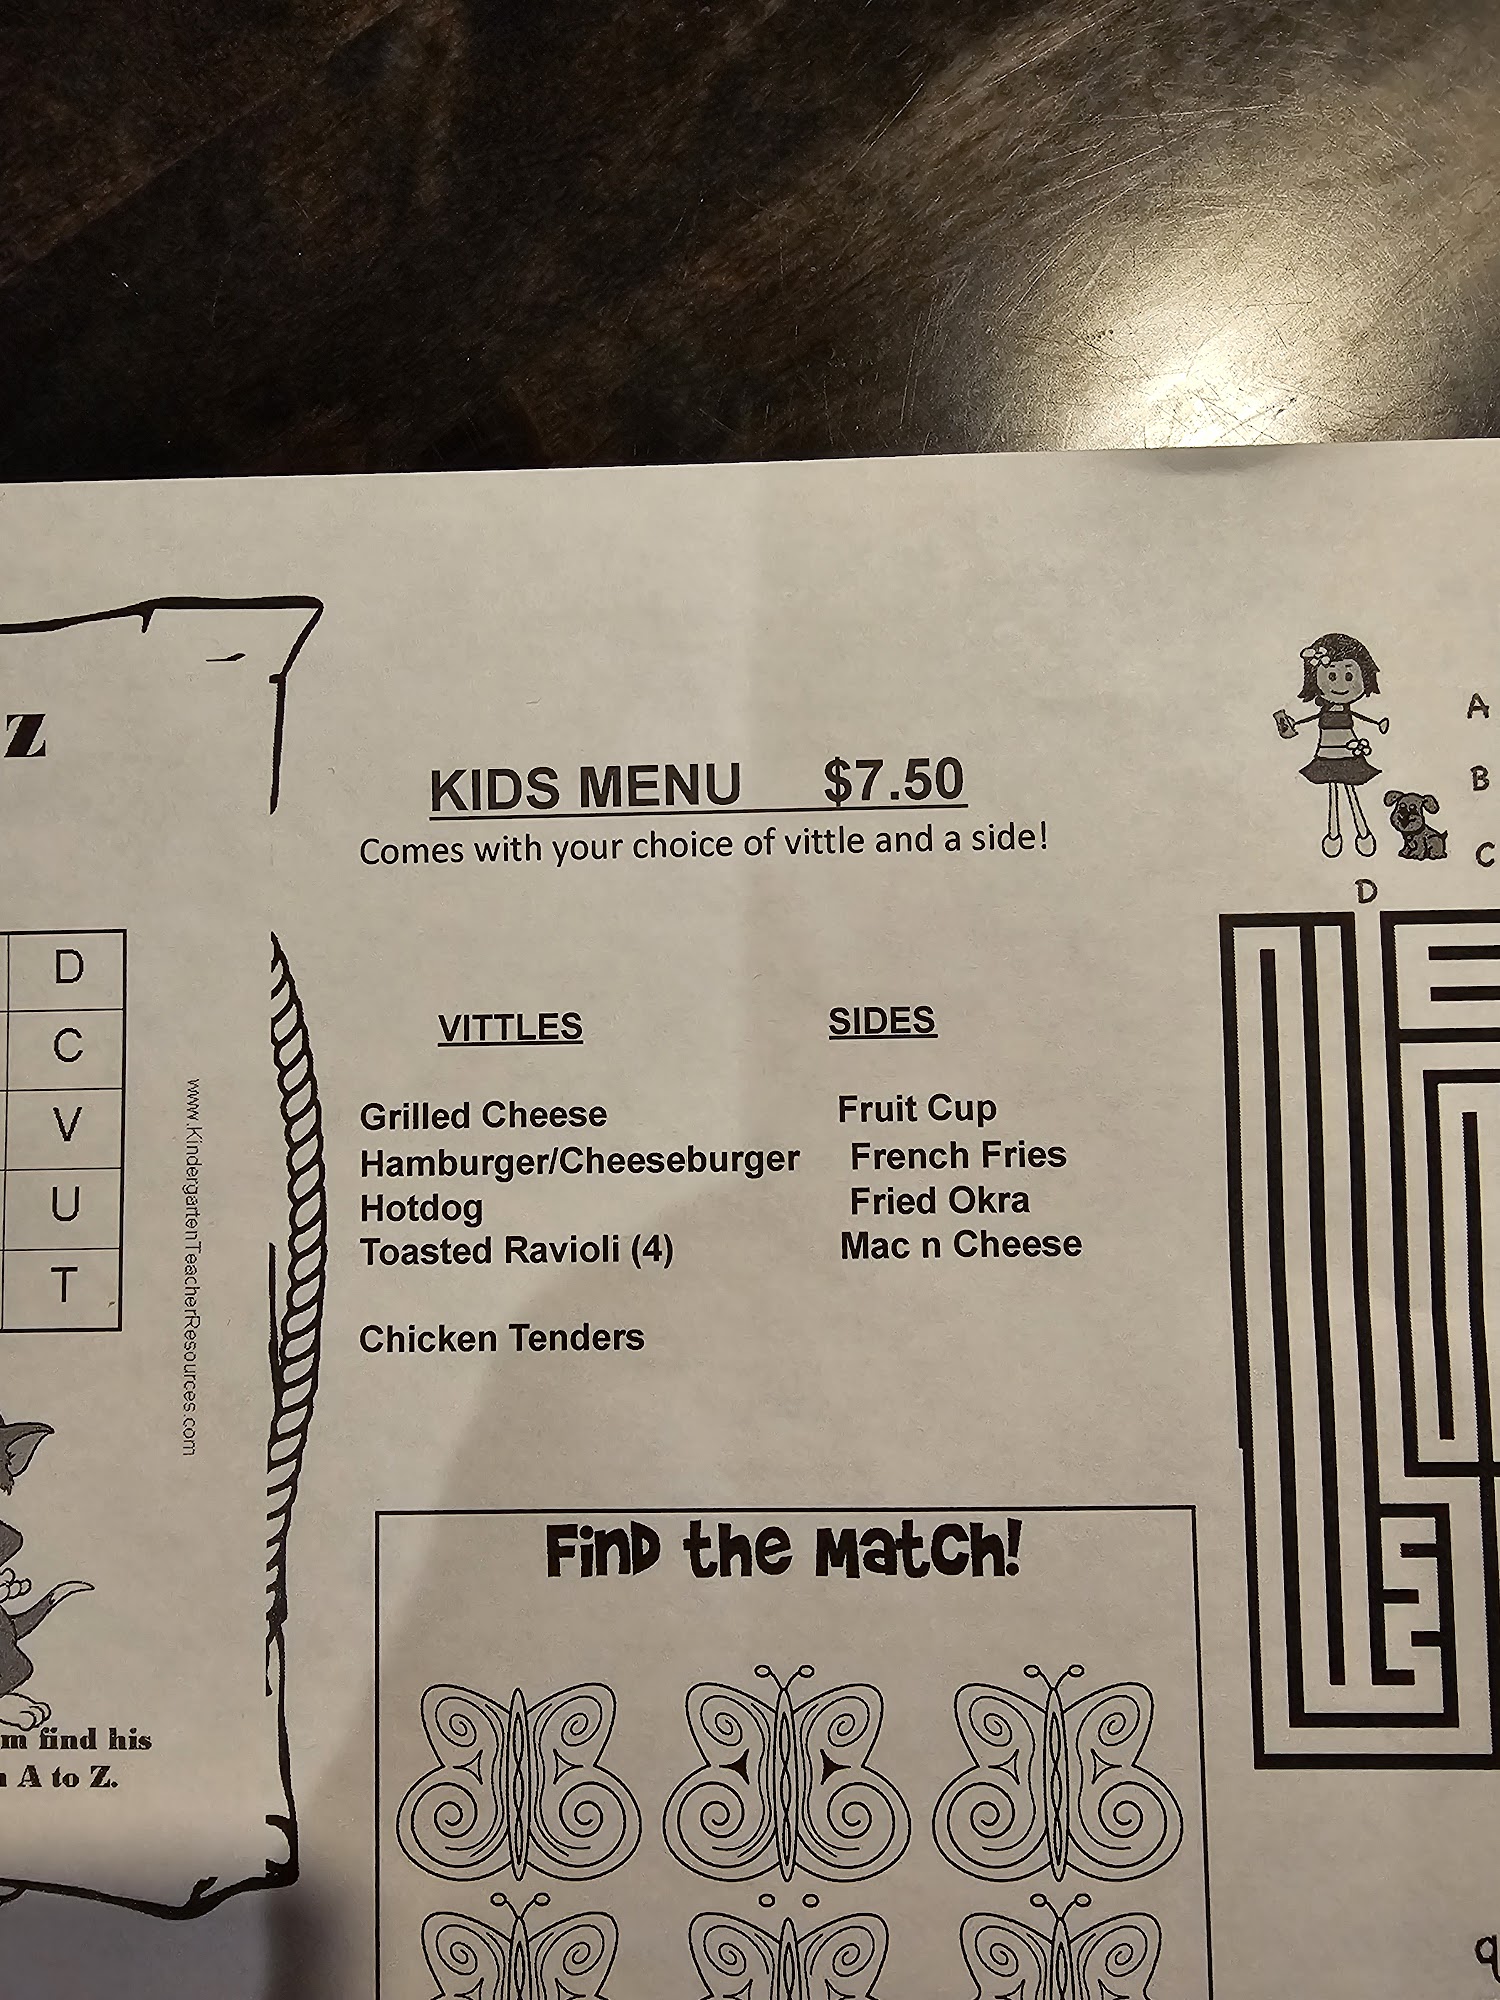 Z
D
C
V
U
T
www.KindergartenTeacherResources.com
m find his
A to Z.
KIDS MENU $7.50
Comes with your choice of vittle and a side!
VITTLES
Grilled Cheese
Hamburger/Cheeseburger
Hotdog
Toasted Ravioli (4)
Chicken Tenders
SIDES
Fruit Cup
French Fries
Fried Okra
Mac n Cheese
Find the Match!
A
B
C
D